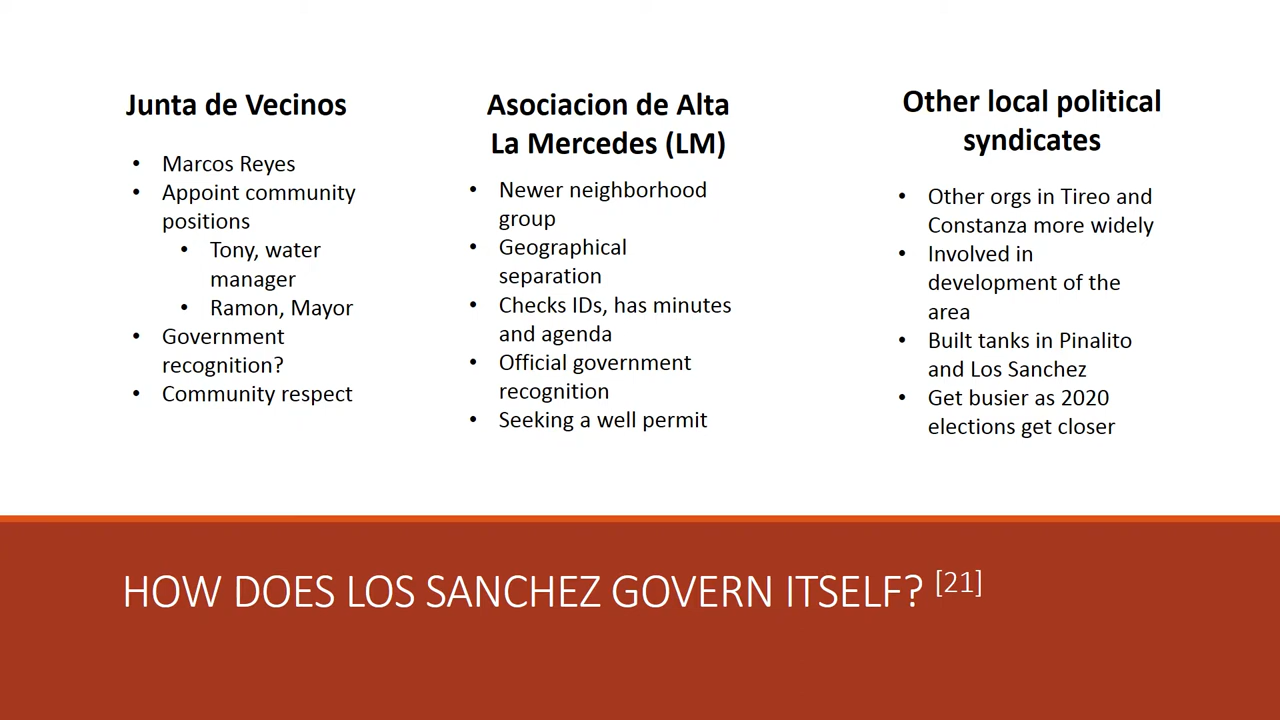 Junta de Vecinos
• Marcos Reyes
• Appoint community
positions
• Tony, water
manager
• Ramon, Mayor
• Government
recognition?
• Community respect
Asociacion de Alta
La Mercedes (LM)
• Newer neighborhood
group
• Geographical
separation
• Checks IDs, has minutes
and agenda
• Official government
recognition
• Seeking a well permit
Other local political
syndicates
• Other orgs in Tireo and
Constanza more widely
• Involved in
development of the
area
• Built tanks in Pinalito
and Los Sanchez
• Get busier as 2020
elections get closer
HOW DOES LOS SANCHEZ GOVERN ITSELF? [21]